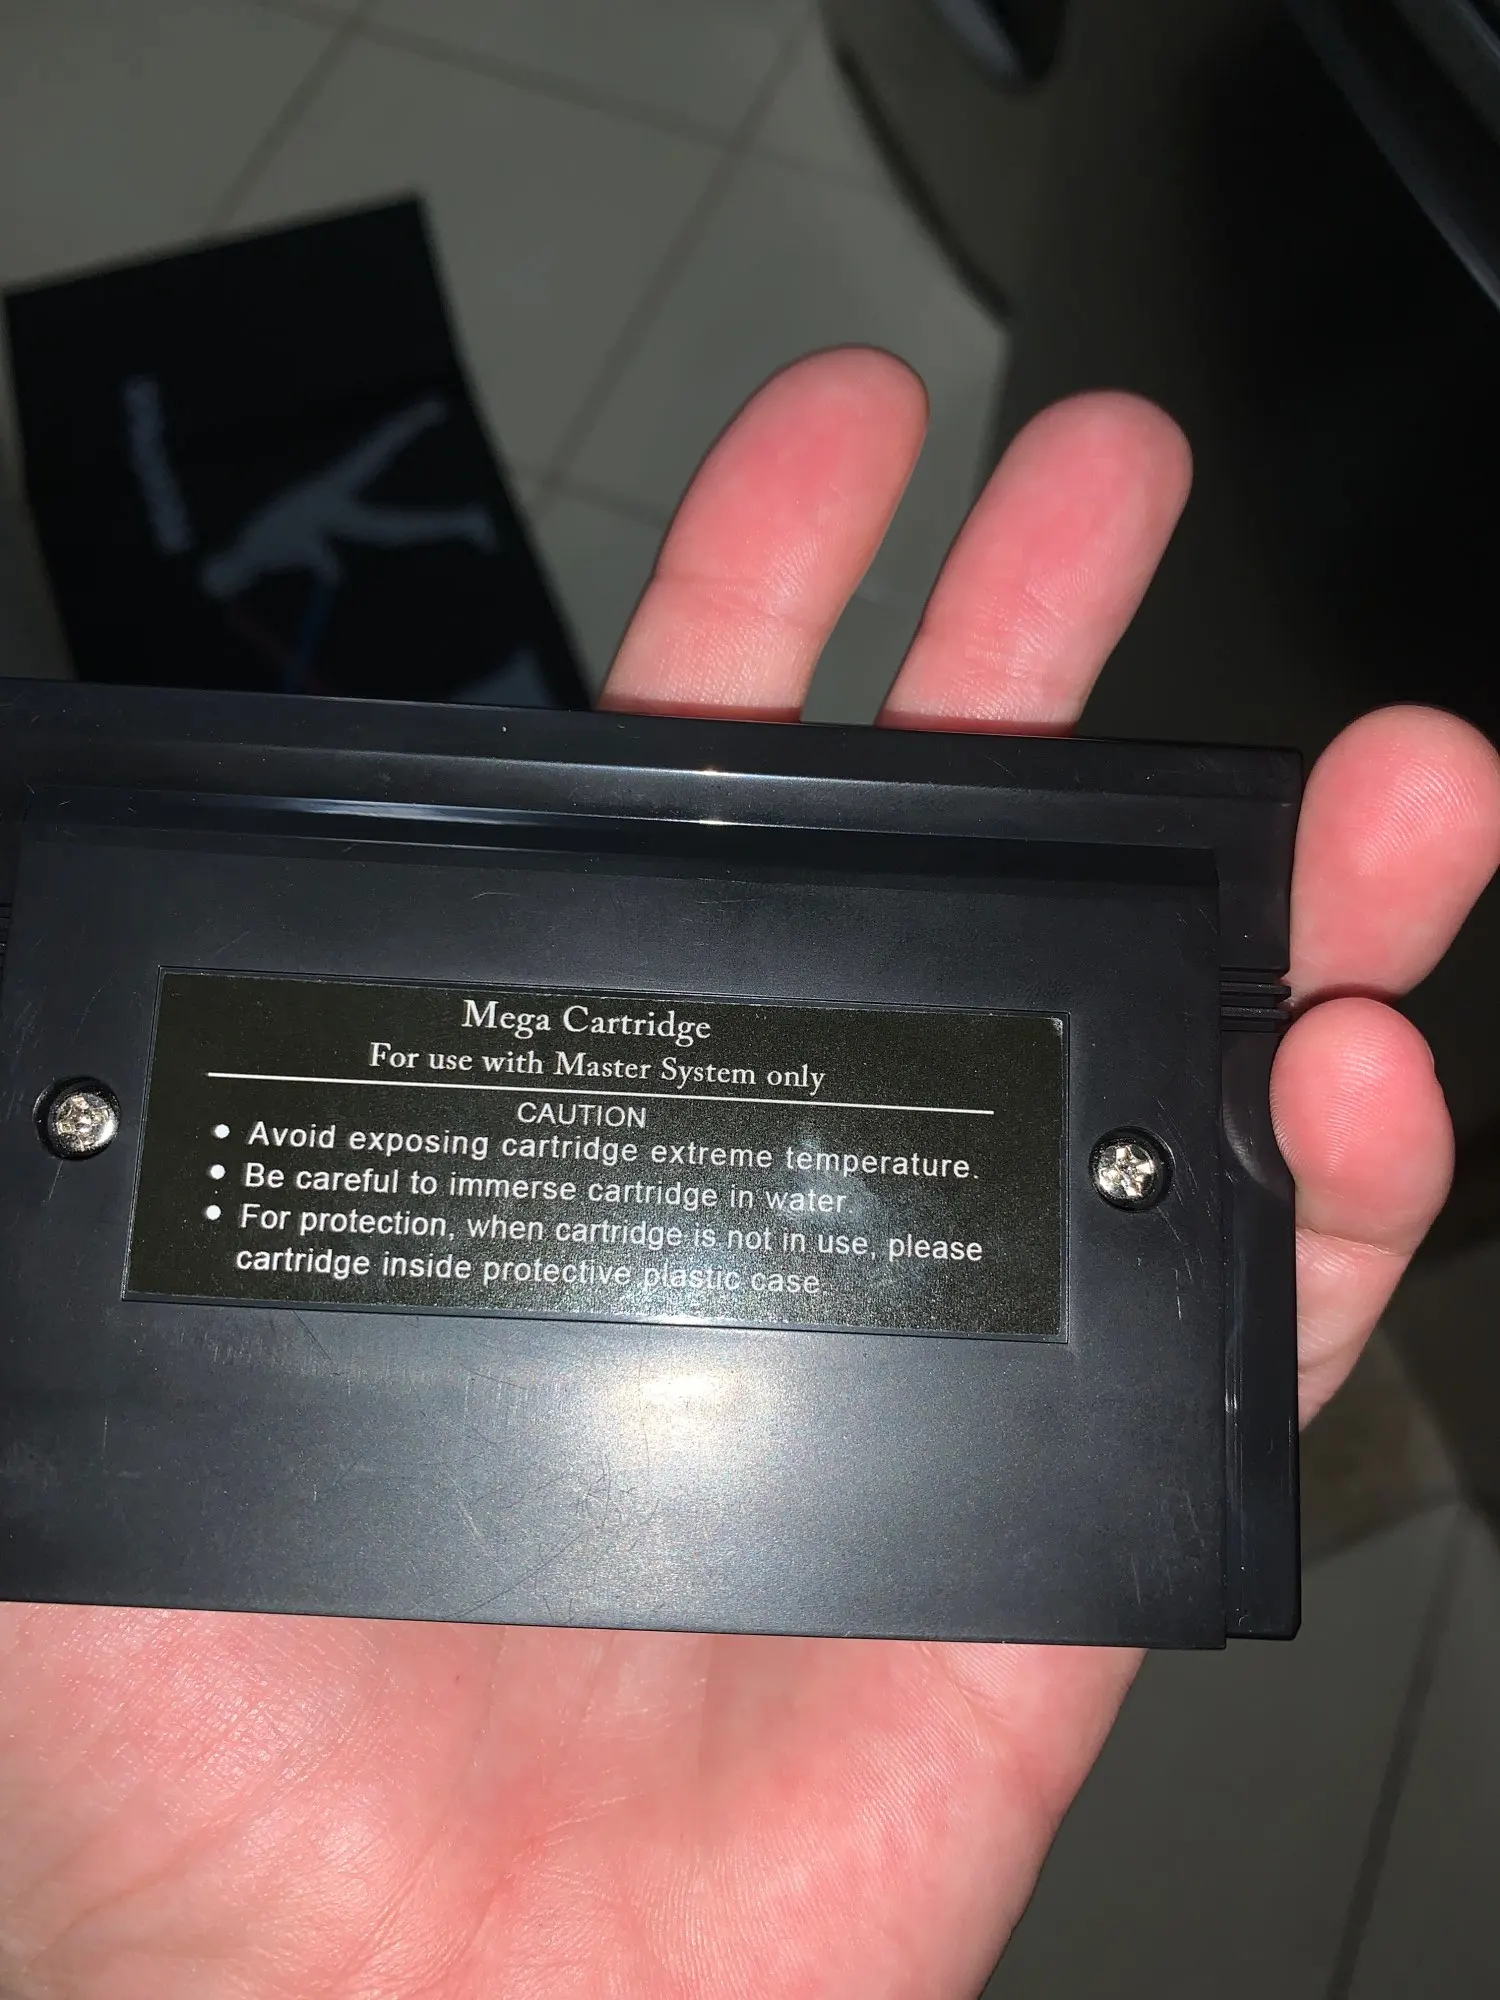 Mega Cartridge
For use with Master System only
CAUTION
• Avoid exposing cartridge extreme temperature.
• Be careful to immerse cartridge in water.
• For protection, when cartridge is not in use, please
cartridge inside protective plastic case.